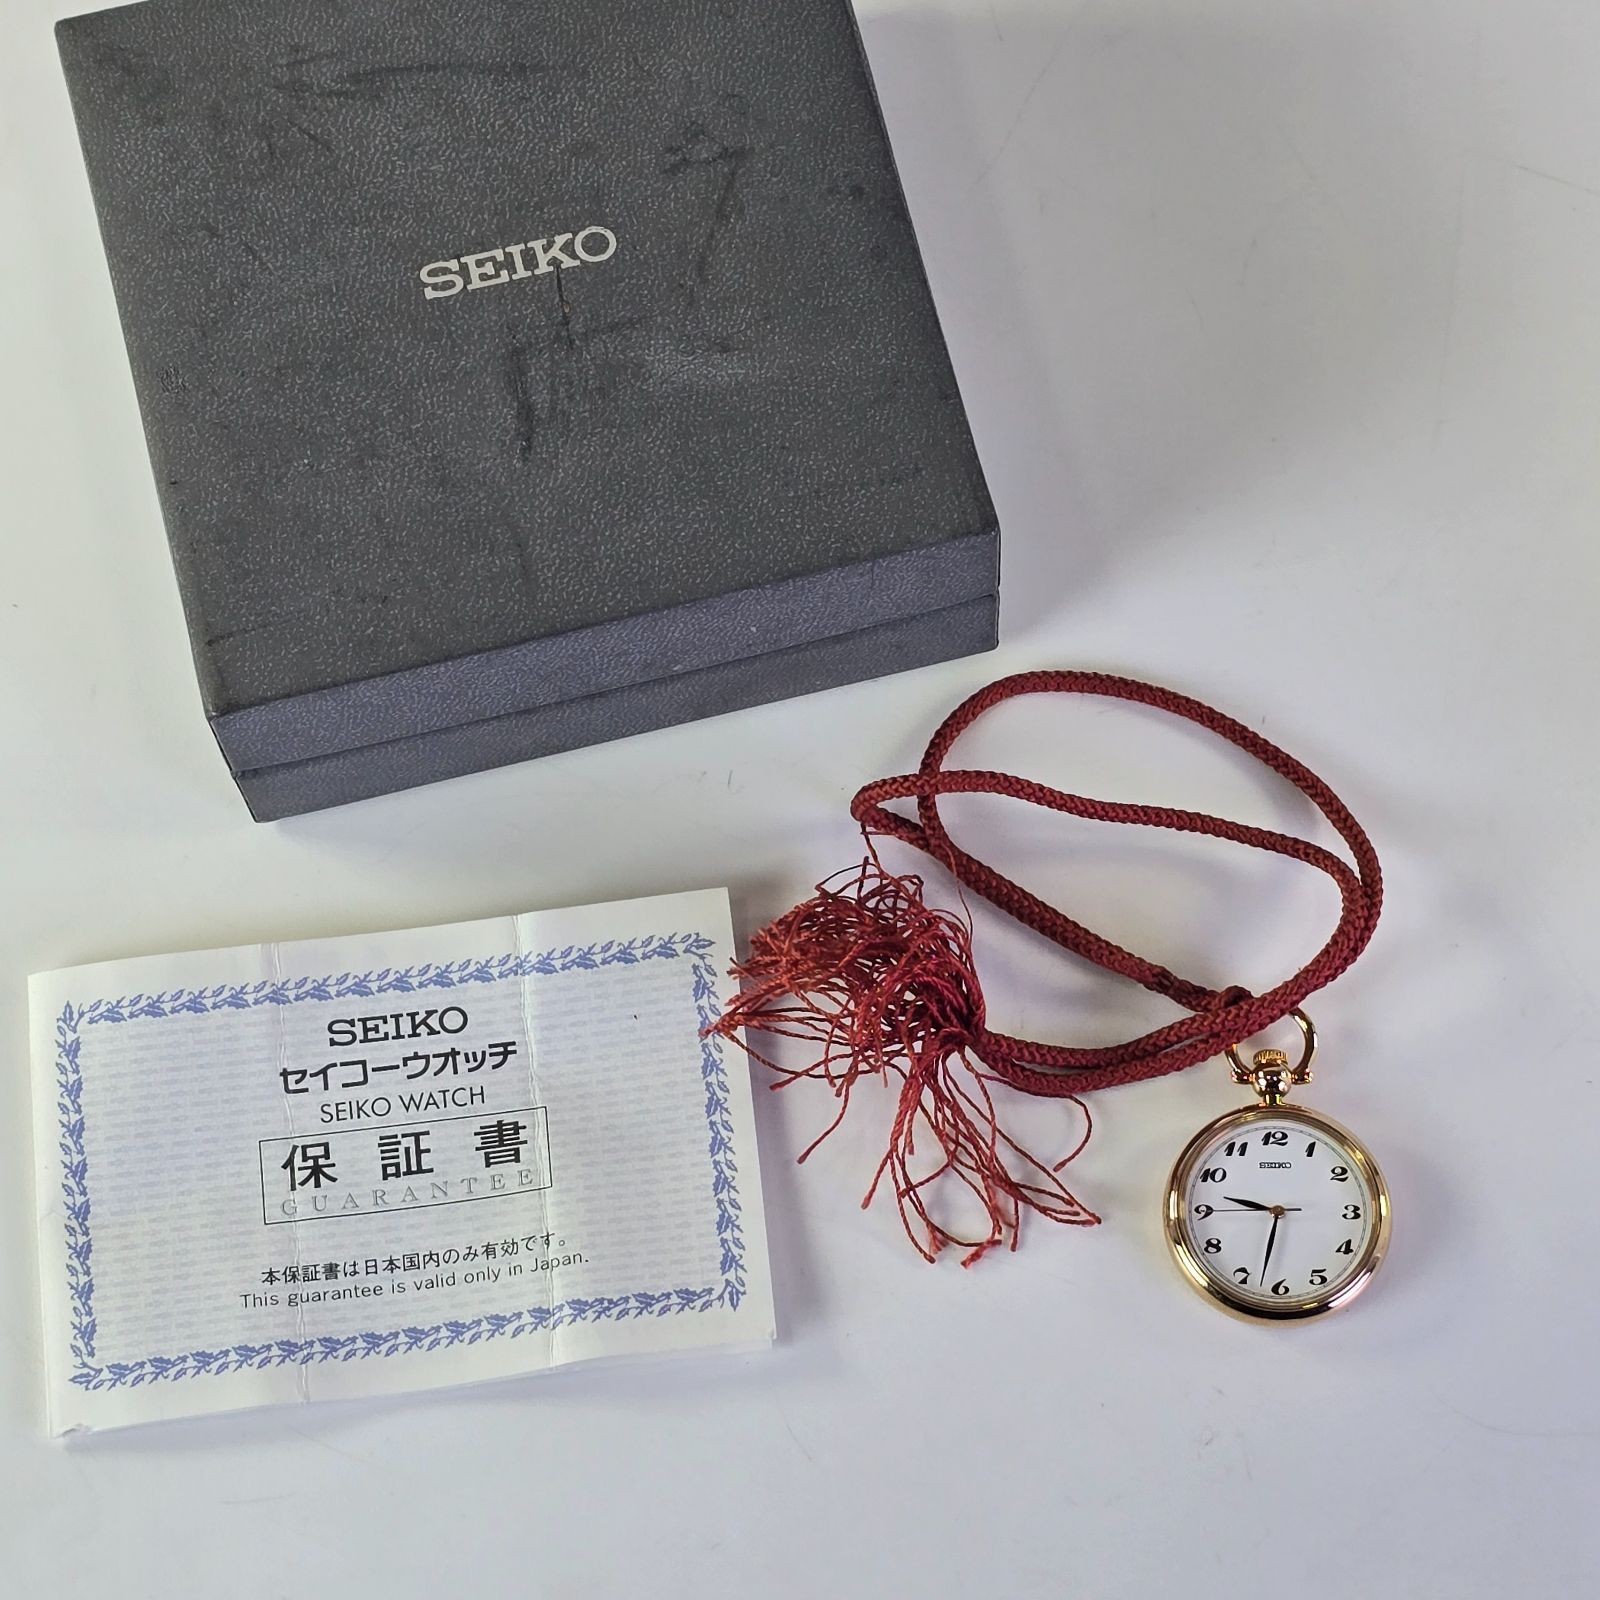 SEIKO
SEIKO
セイコーウオッチ
SEIKO WATCH
保証書
GUARANTEE
本保証書は日本国内のみ有効です。
This guarantee is valid only in Japan.
SEIKO
12
1
2
3
4
5
6
7
8
9
10
11